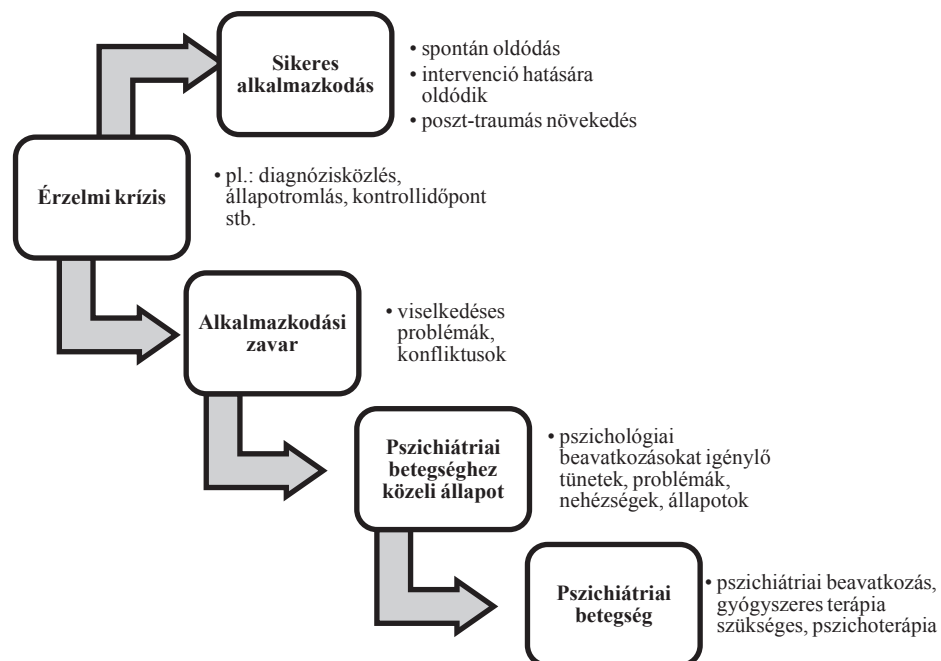 Sikeres
alkalmazkodás
• spontán oldódás
• intervenció hatására
oldódik
• poszt-traumás növekedés
Érzelmi krízis
• pl.: diagnózisközlés,
állapotromlás, kontrollidőpont
stb.
Alkalmazkodási
zavar
• viselkedéses
problémák,
konfliktusok
Pszichiátriai
betegséghez
közeli állapot
• pszichológiai
beavatkozásokat igénylő
tünetek, problémák,
nehézségek, állapotok
Pszichiátriai
betegség
• pszichiátriai beavatkozás,
gyógyszeres terápia
szükséges, pszichoterápia